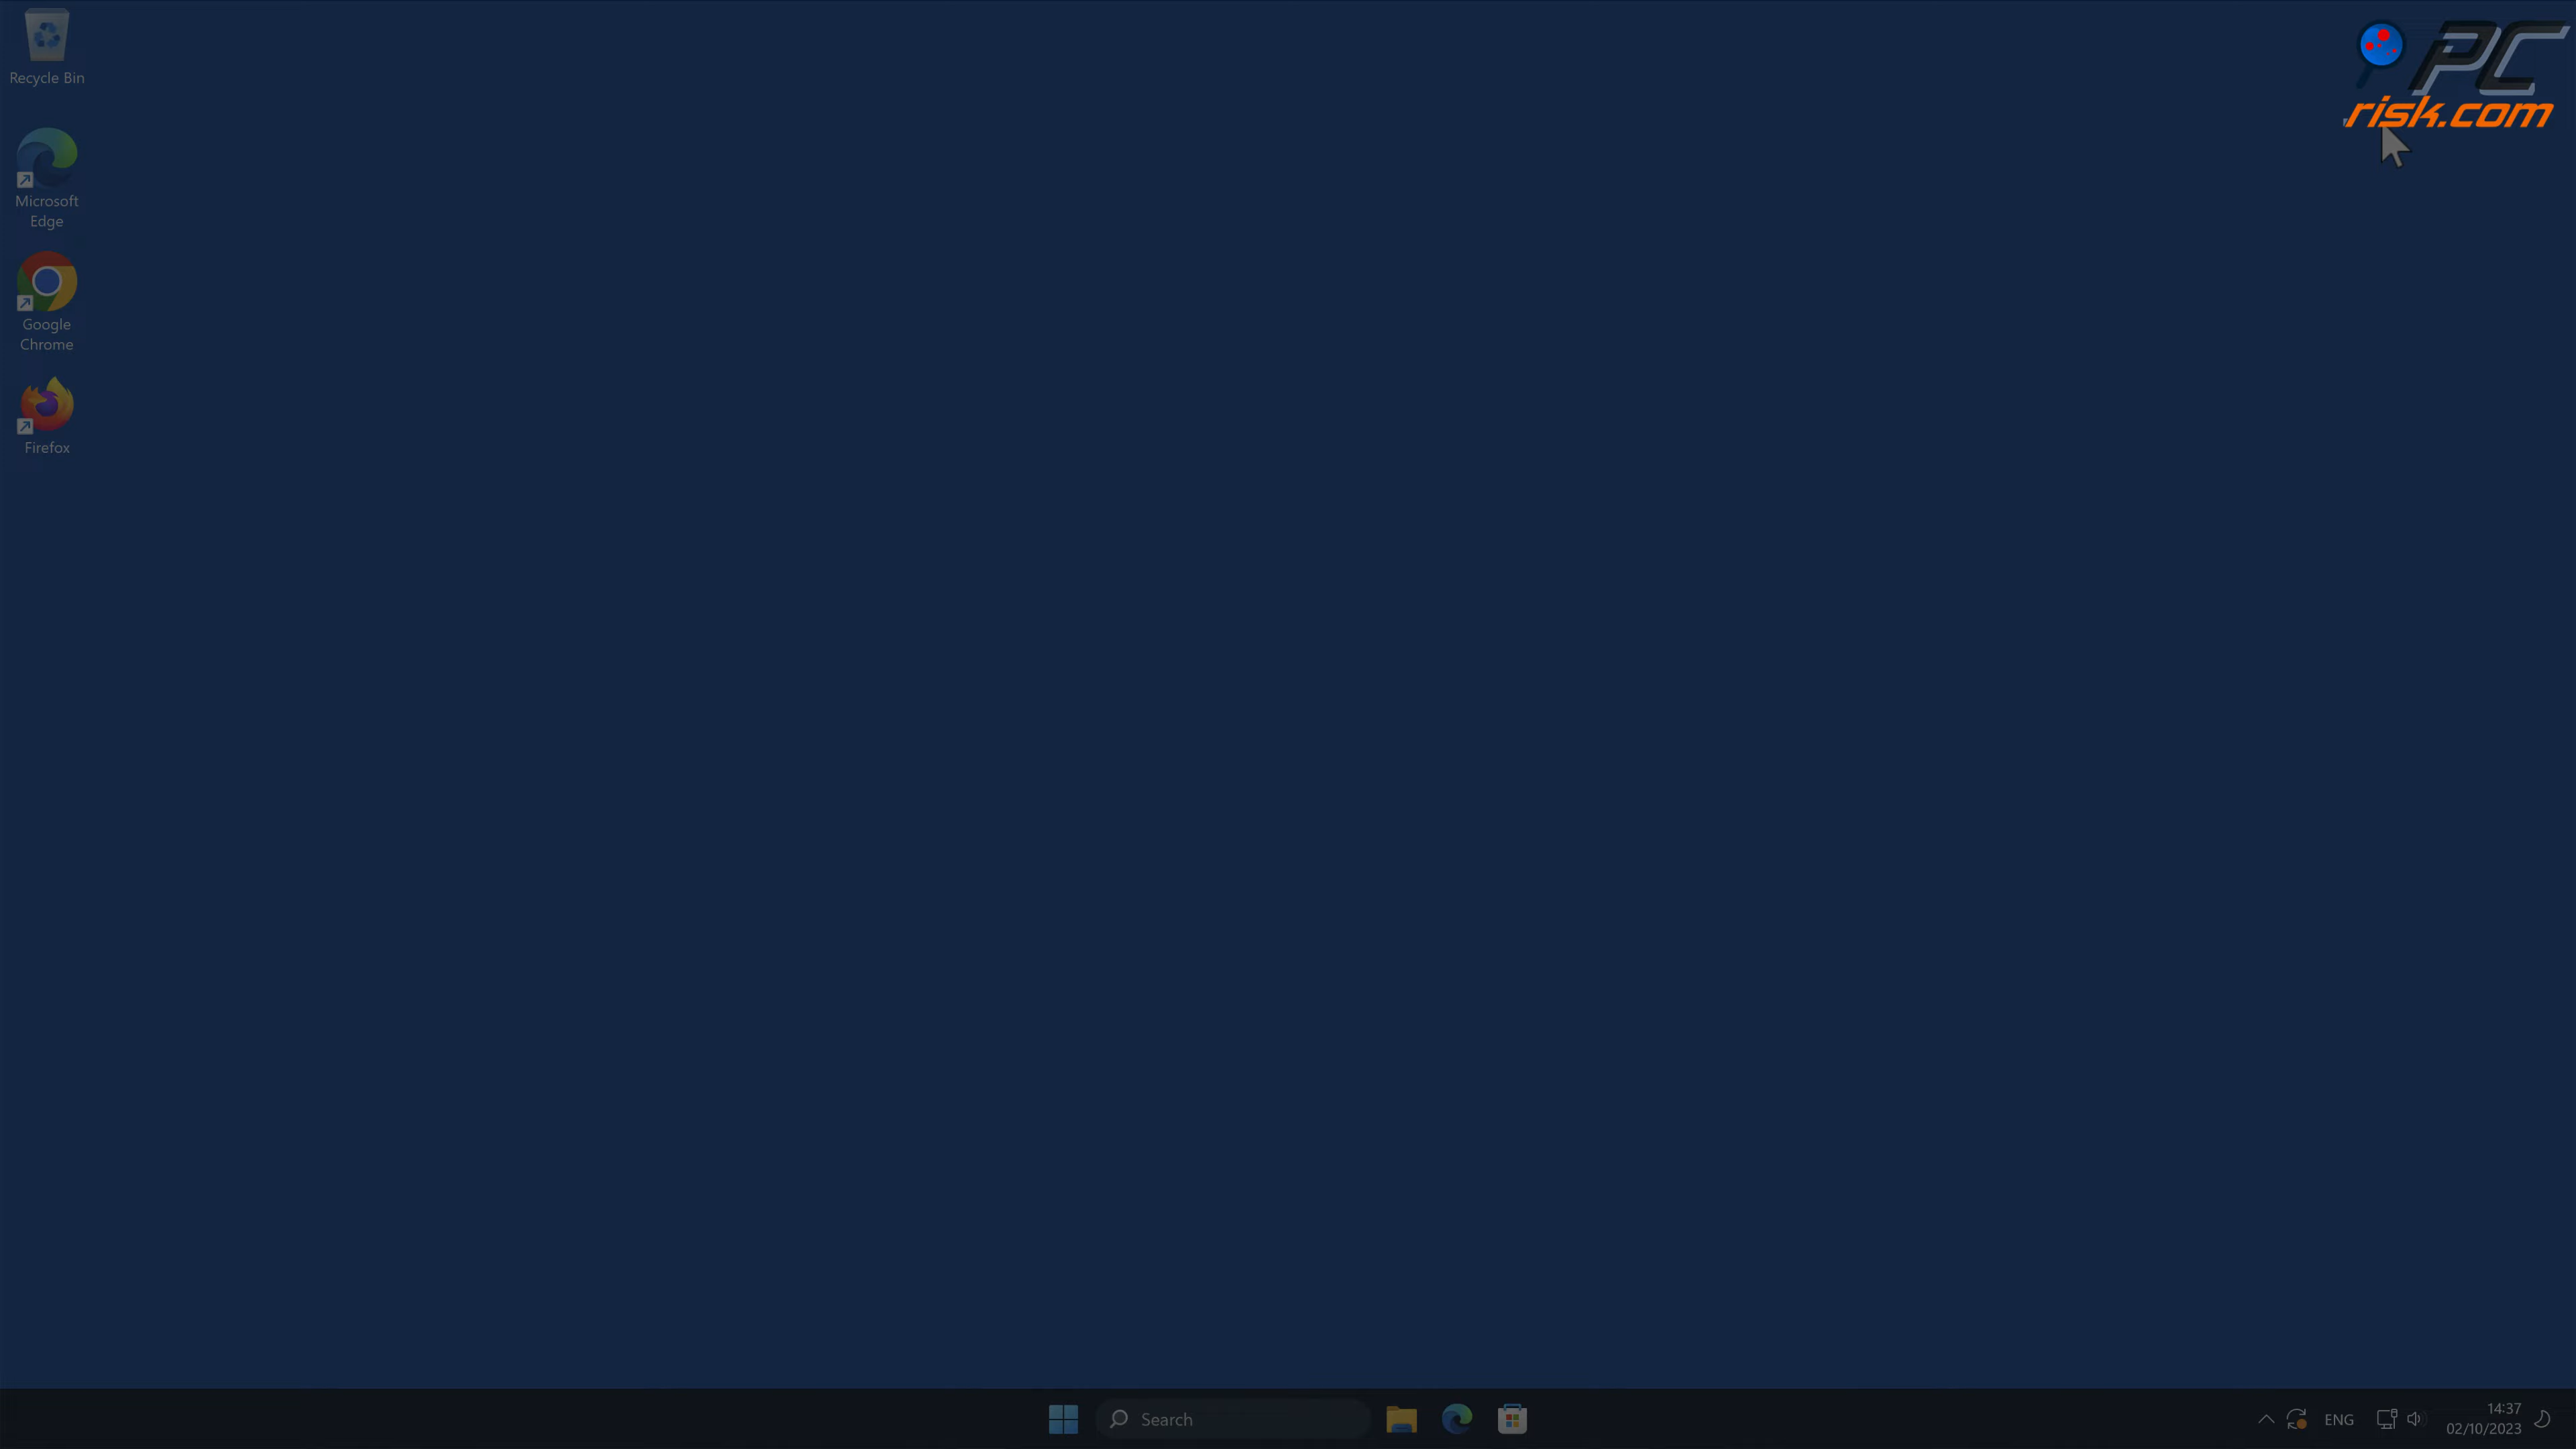 Recycle Bin
PC
risk.com
Microsoft
Edge
Google
Chrome
Firefox
Search
ENG
14:37
02/10/2023